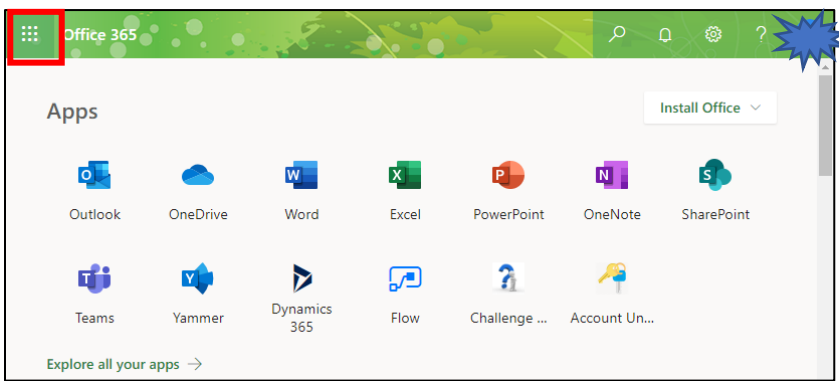 Office 365 ?
Apps
Install Office
Outlook OneDrive Word Excel PowerPoint OneNote SharePoint
Teams Yammer Dynamics 365 Flow Challenge ... Account Un...
Explore all your apps →